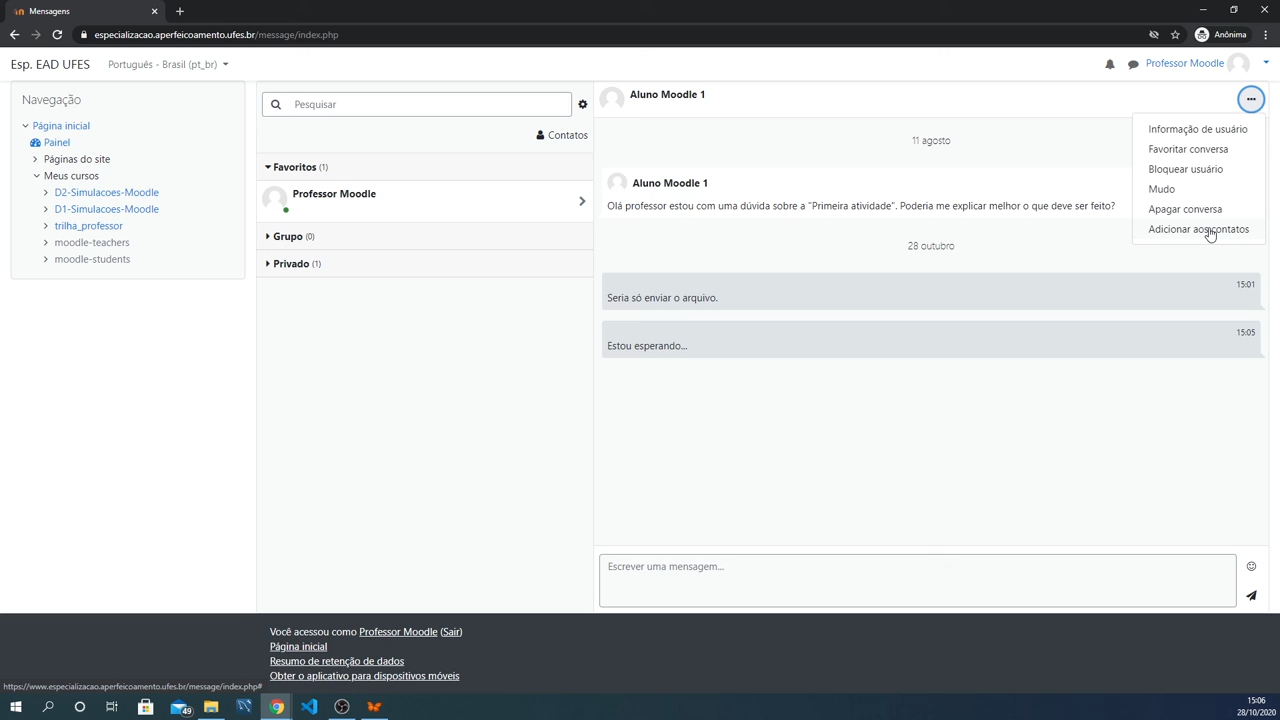 Mensagens
especializacao.aperfeicoamento.ufes.br/message/index.php
Anônima
Esp. EAD UFES
Português - Brasil (pt_br)
Professor Moodle
Navegação
Página inicial
Painel
Páginas do site
Meus cursos
D2-Simulacoes-Moodle
D1-Simulacoes-Moodle
trilha_professor
moodle-teachers
moodle-students
Pesquisar
Contatos
Favoritos (1)
Professor Moodle
Grupo (0)
Privado (1)
Aluno Moodle 1
Informação de usuário
Favoritar conversa
Bloquear usuário
Mudo
Apagar conversa
Adicionar aos contatos
11 agosto
Aluno Moodle 1
Olá professor estou com uma dúvida sobre a "Primeira atividade". Poderia me explicar melhor o que deve ser feito?
28 outubro
15:01
Seria só enviar o arquivo.
15:05
Estou esperando...
Escrever uma mensagem...
Você acessou como Professor Moodle (Sair)
Página inicial
Resumo de retenção de dados
Obter o aplicativo para dispositivos móveis
https://www.especializacao.aperfeicoamento.ufes.br/message/index.php#
49
15:06
28/10/2020